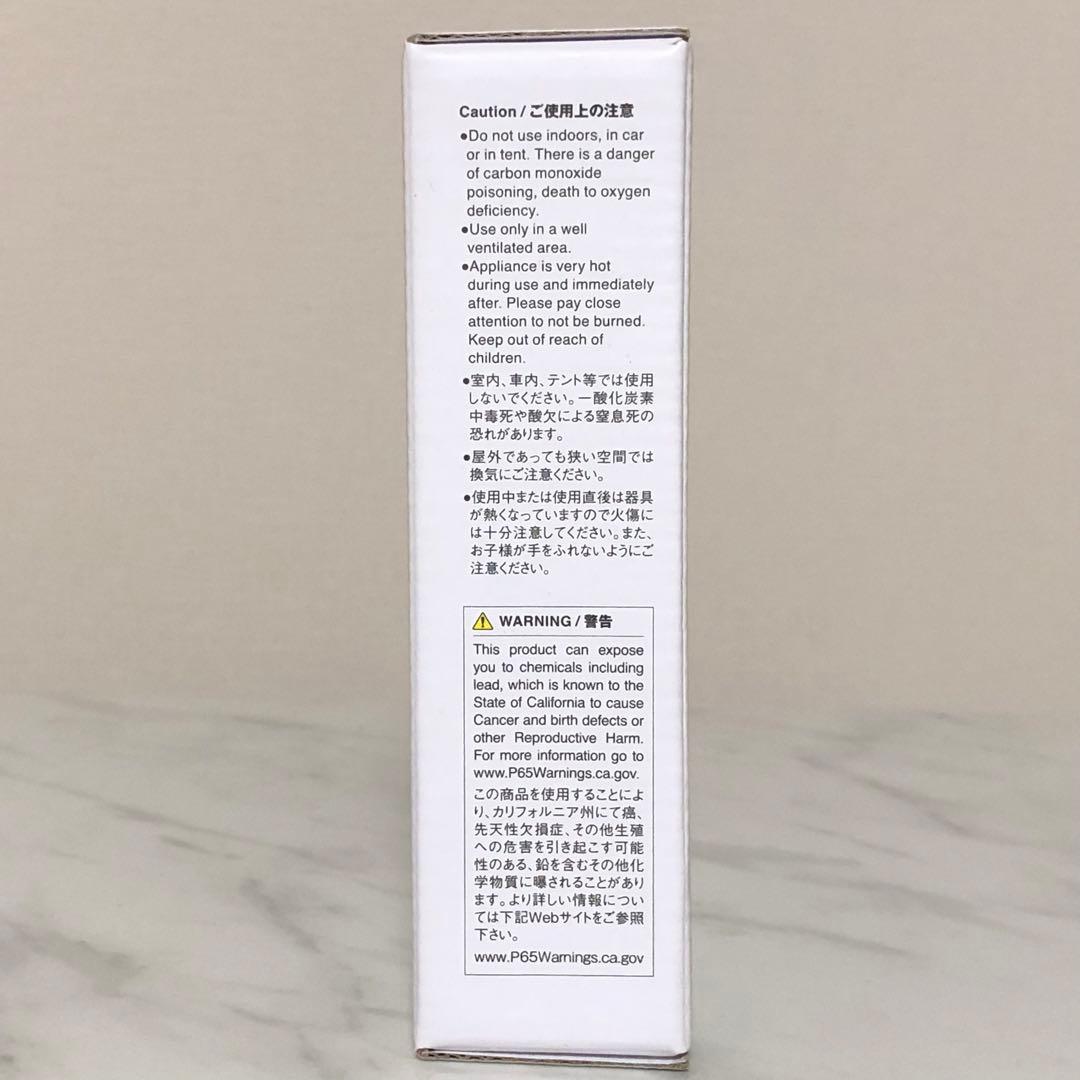 Caution / ご使用上の注意
●Do not use indoors, in car
or in tent. There is a danger
of carbon monoxide
poisoning, death to oxygen
deficiency.
●Use only in a well
ventilated area.
●Appliance is very hot
during use and immediately
after. Please pay close
attention to not be burned.
Keep out of reach of
children.
●室内、車内、テント等では使用
しないでください。一酸化炭素
中毒死や酸欠による窒息死の
恐れがあります。
●屋外であっても狭い空間では
換気にご注意ください。
●使用中または使用直後は器具
が熱くなっていますので火傷に
は十分注意してください。また、
お子様が手をふれないようにご
注意ください。
WARNING / 警告
This product can expose
you to chemicals including
lead, which is known to the
State of California to cause
Cancer and birth defects or
other Reproductive Harm.
For more information go to
www.P65Warnings.ca.gov.
この商品を使用することによ
り、カリフォルニア州にて癌、
先天性欠損症、その他生殖
への危害を引き起こす可能
性のある、鉛を含むその他化
学物質に曝されることがあり
ます。より詳しい情報につい
ては下記Webサイトをご参照
下さい。
www.P65Warnings.ca.gov